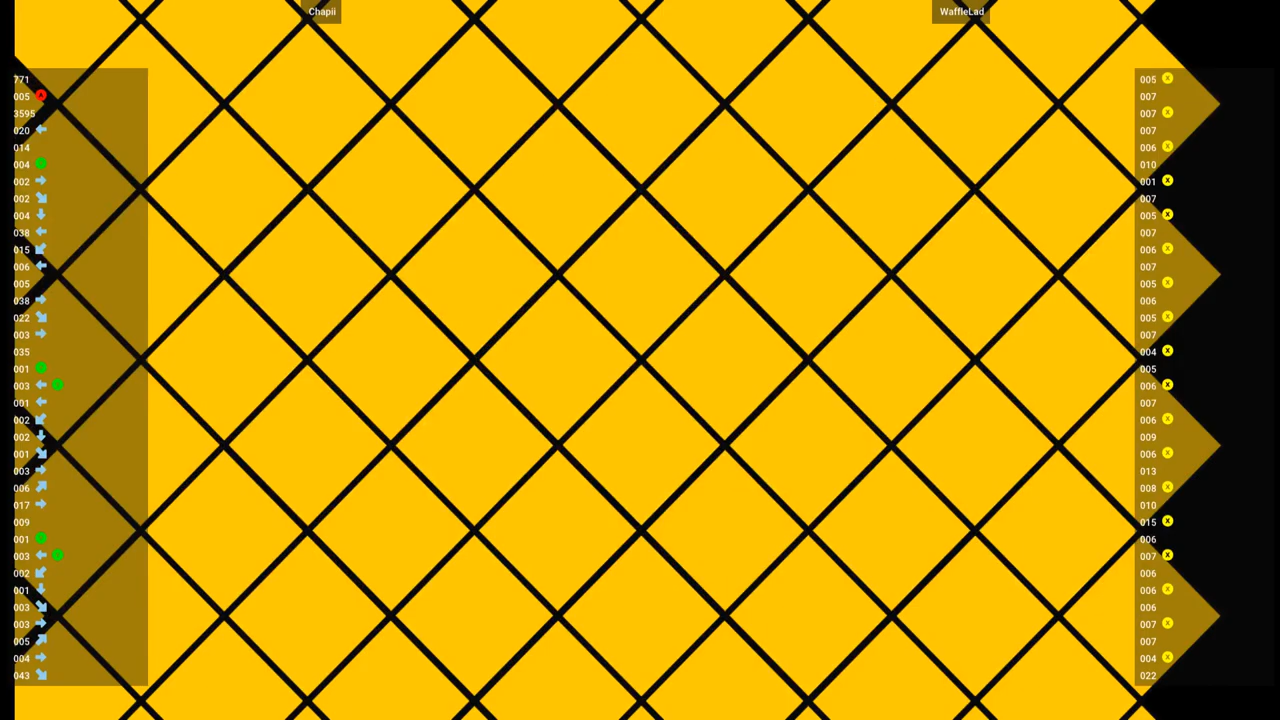 Chapii
WaffleLad
771
005
3595
020
014
004
002
002
004
038
015
006
005
038
022
003
035
001
003
001
002
002
001
003
006
017
009
001
003
002
001
003
003
005
004
043
005 X
007
007 X
007
006 X
010
001 X
007
005 X
007
006 X
007
005 X
006
005 X
007
004 X
005
006 X
007
006 X
009
006 X
013
008 X
010
015 X
006
007 X
006
006 X
006
007 X
007
004 X
022